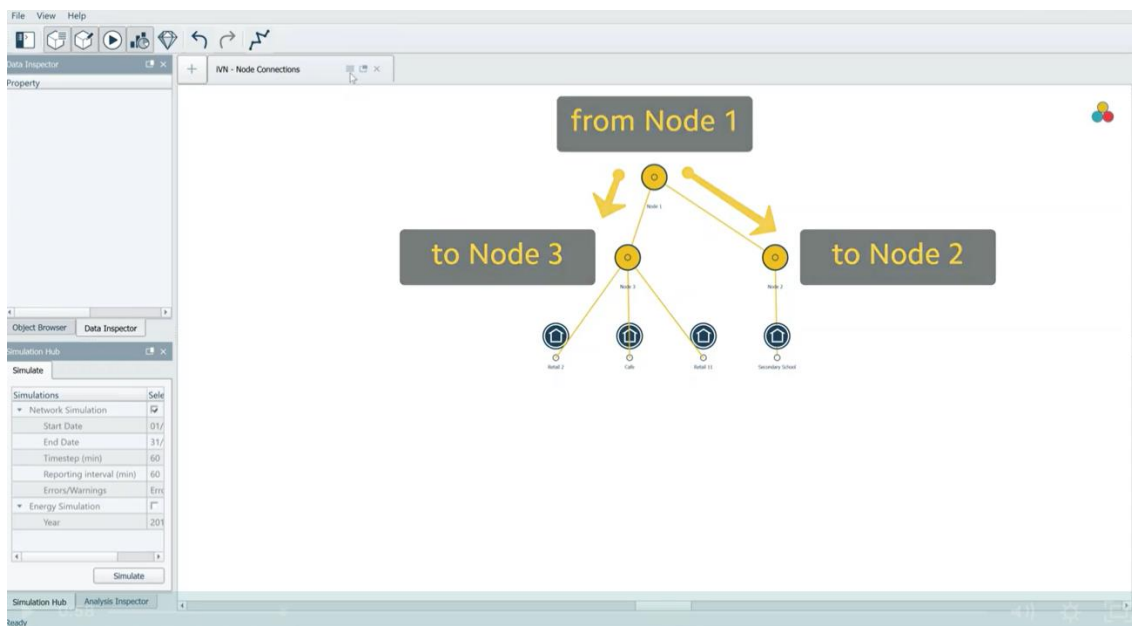 File View Help
Data Inspector
IVN - Node Connections
Property
from Node 1
Node 1
to Node 3
to Node 2
Node 3
Node 2
Retail 2
Cafe
Retail 11
Secondary School
Object Browser
Data Inspector
Simulation Hub
Simulate
Simulations Sele
Network Simulation
Start Date 01/
End Date 31/
Timestep (min) 60
Reporting interval (min) 60
Errors/Warnings Erro
Energy Simulation
Year 201
Simulate
Simulation Hub
Analysis Inspector
Ready